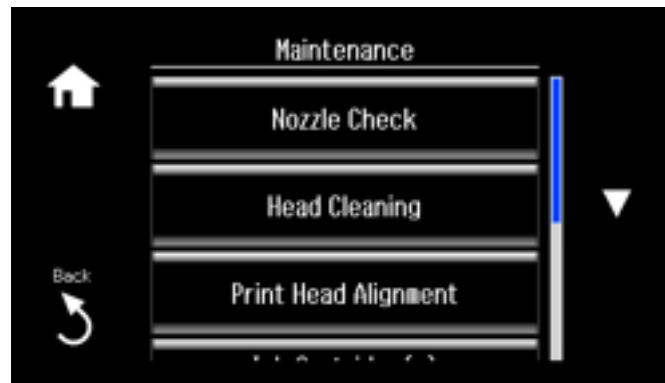 Maintenance
Nozzle Check
Head Cleaning
Back
Print Head Alignment